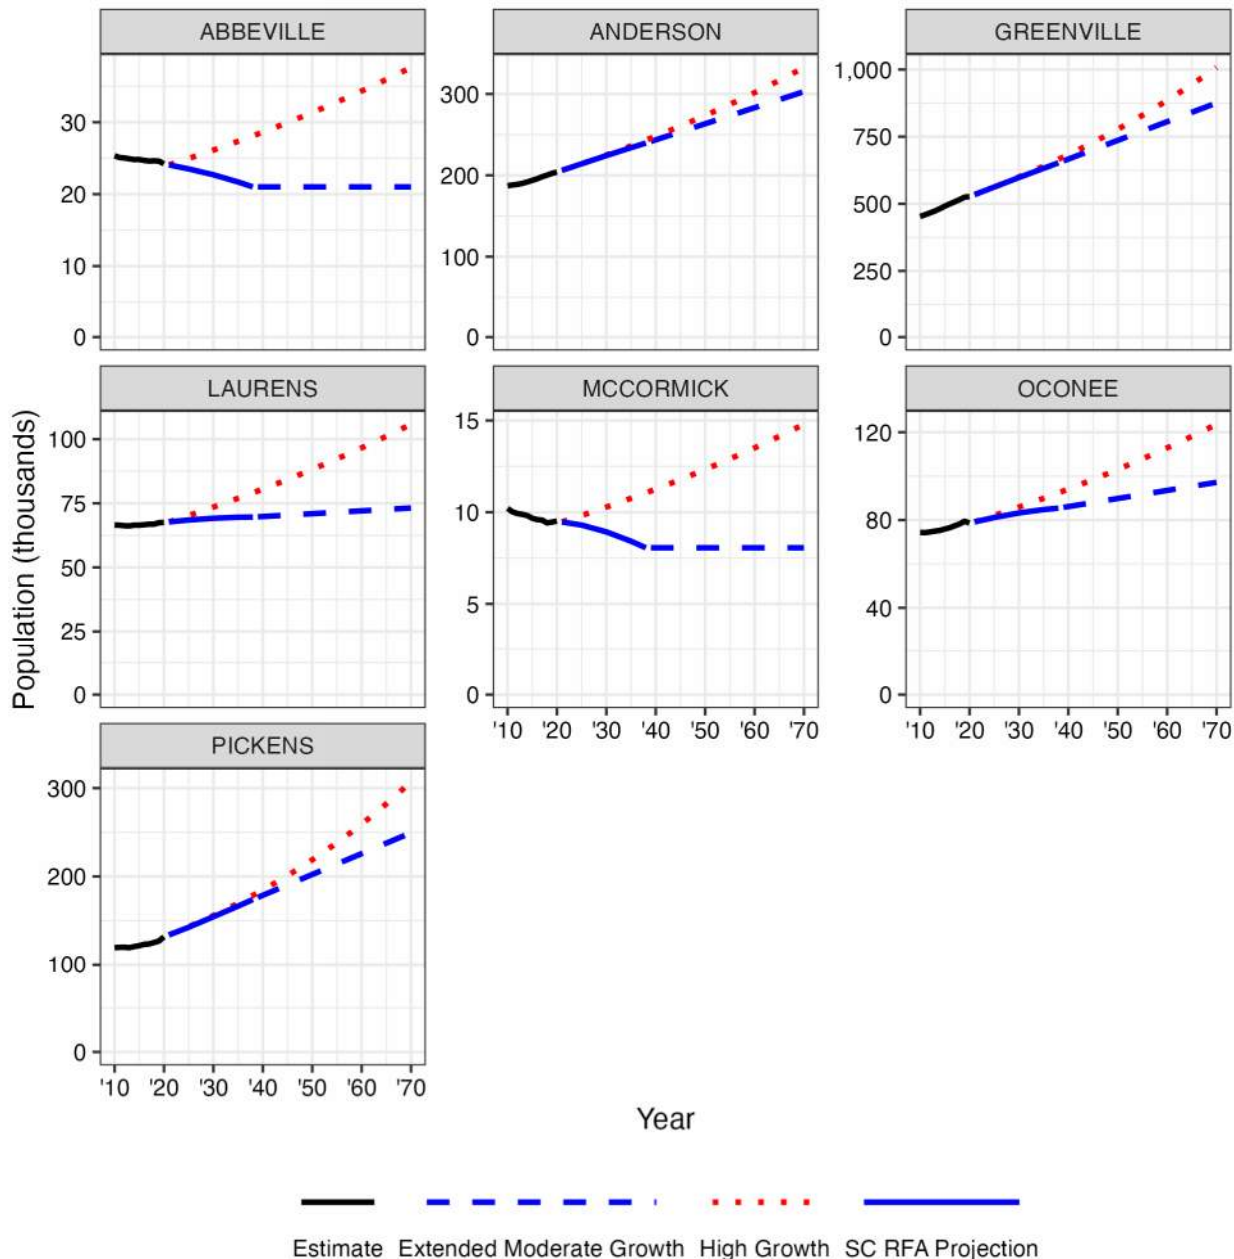 ABBEVILLE ANDERSON GREENVILLE
30 20 10 0
300 200 100 0
1,000 750 500 250 0
LAURENS MCCORMICK OCONEE
100 75 50 25 0
15 10 5 0
120 80 40 0
'10 '20 '30 '40 '50 '60 '70
'10 '20 '30 '40 '50 '60 '70
PICKENS
300 200 100 0
'10 '20 '30 '40 '50 '60 '70
Population (thousands)
Year
Estimate Extended Moderate Growth High Growth SC RFA Projection